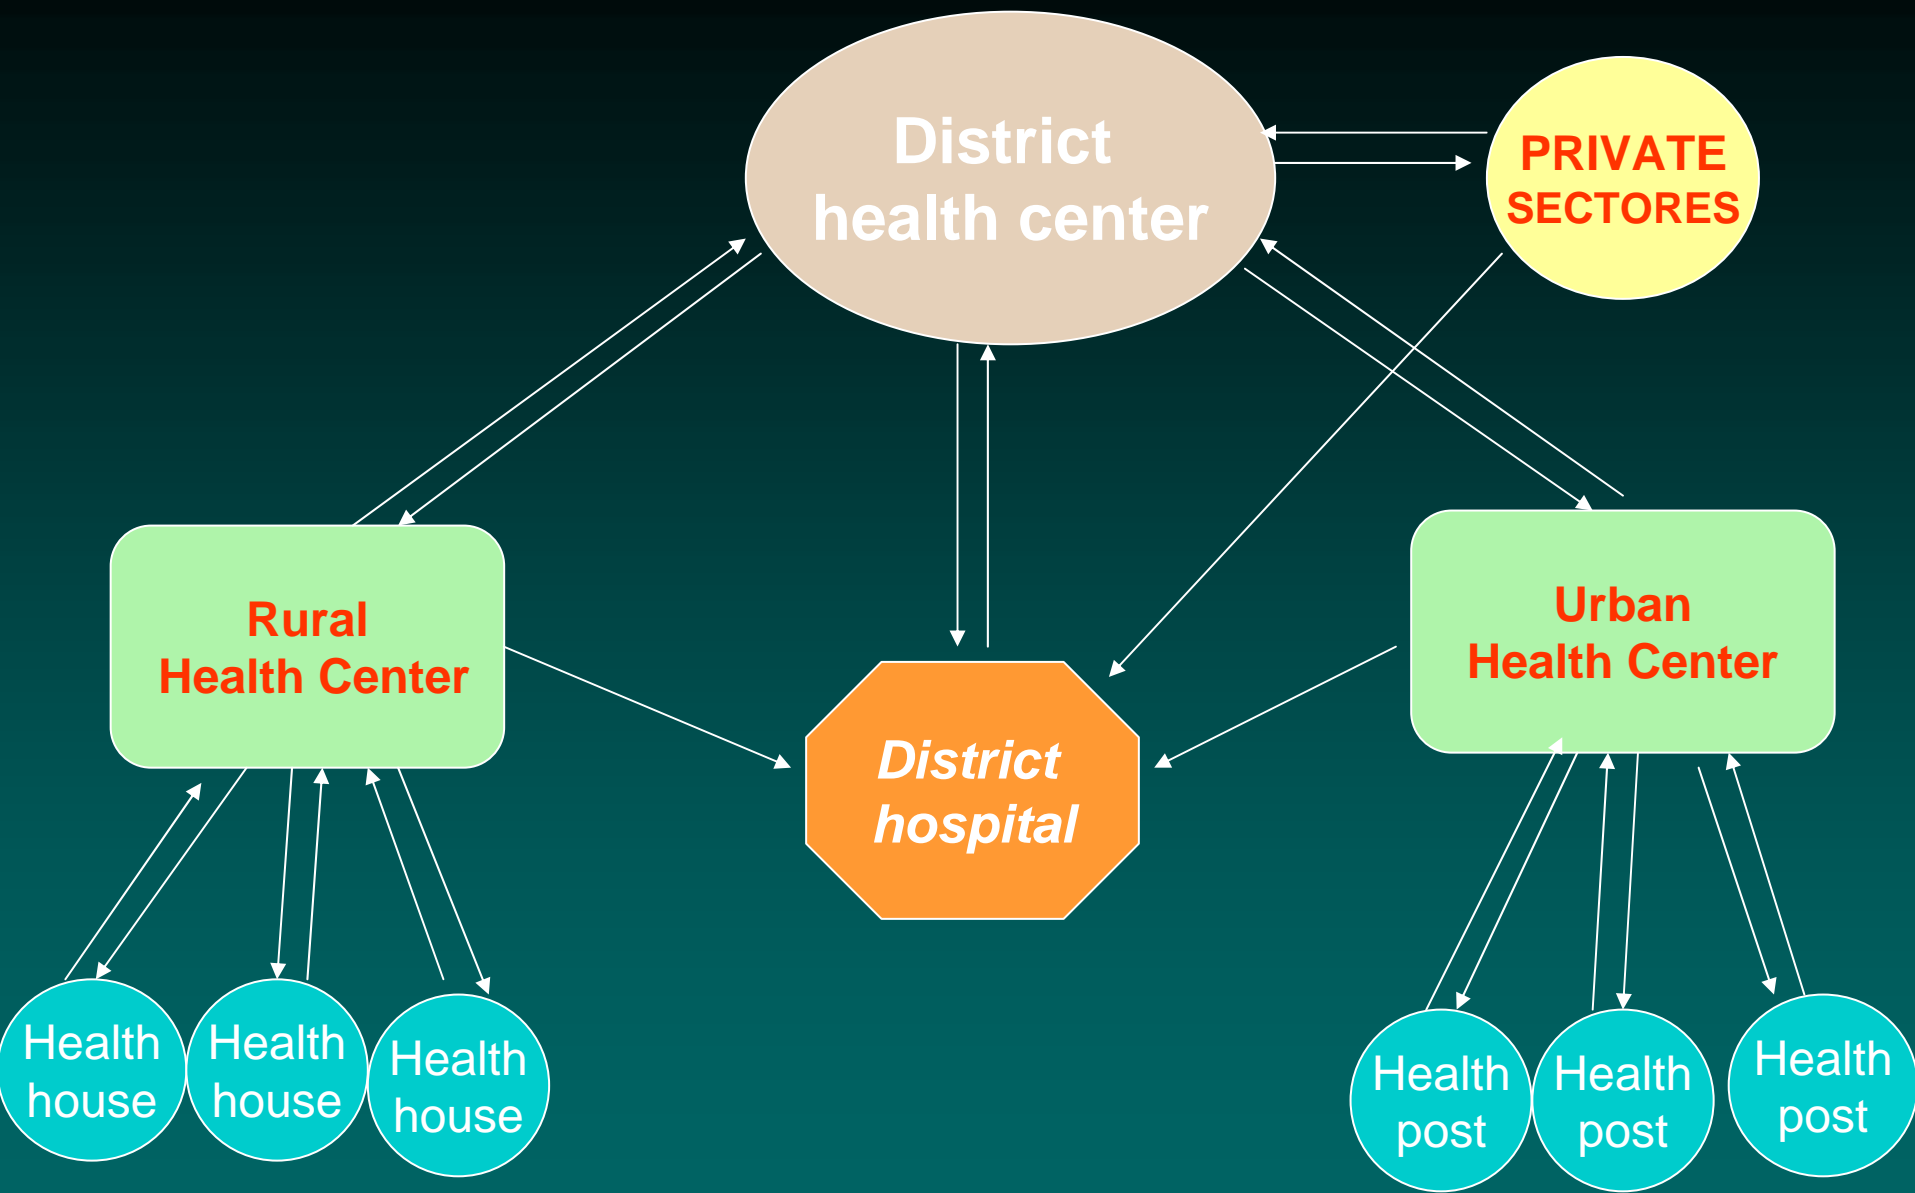 District
health center
PRIVATE
SECTORES
Rural
Health Center
Urban
Health Center
District
hospital
Health
house
Health
house
Health
house
Health
post
Health
post
Health
post